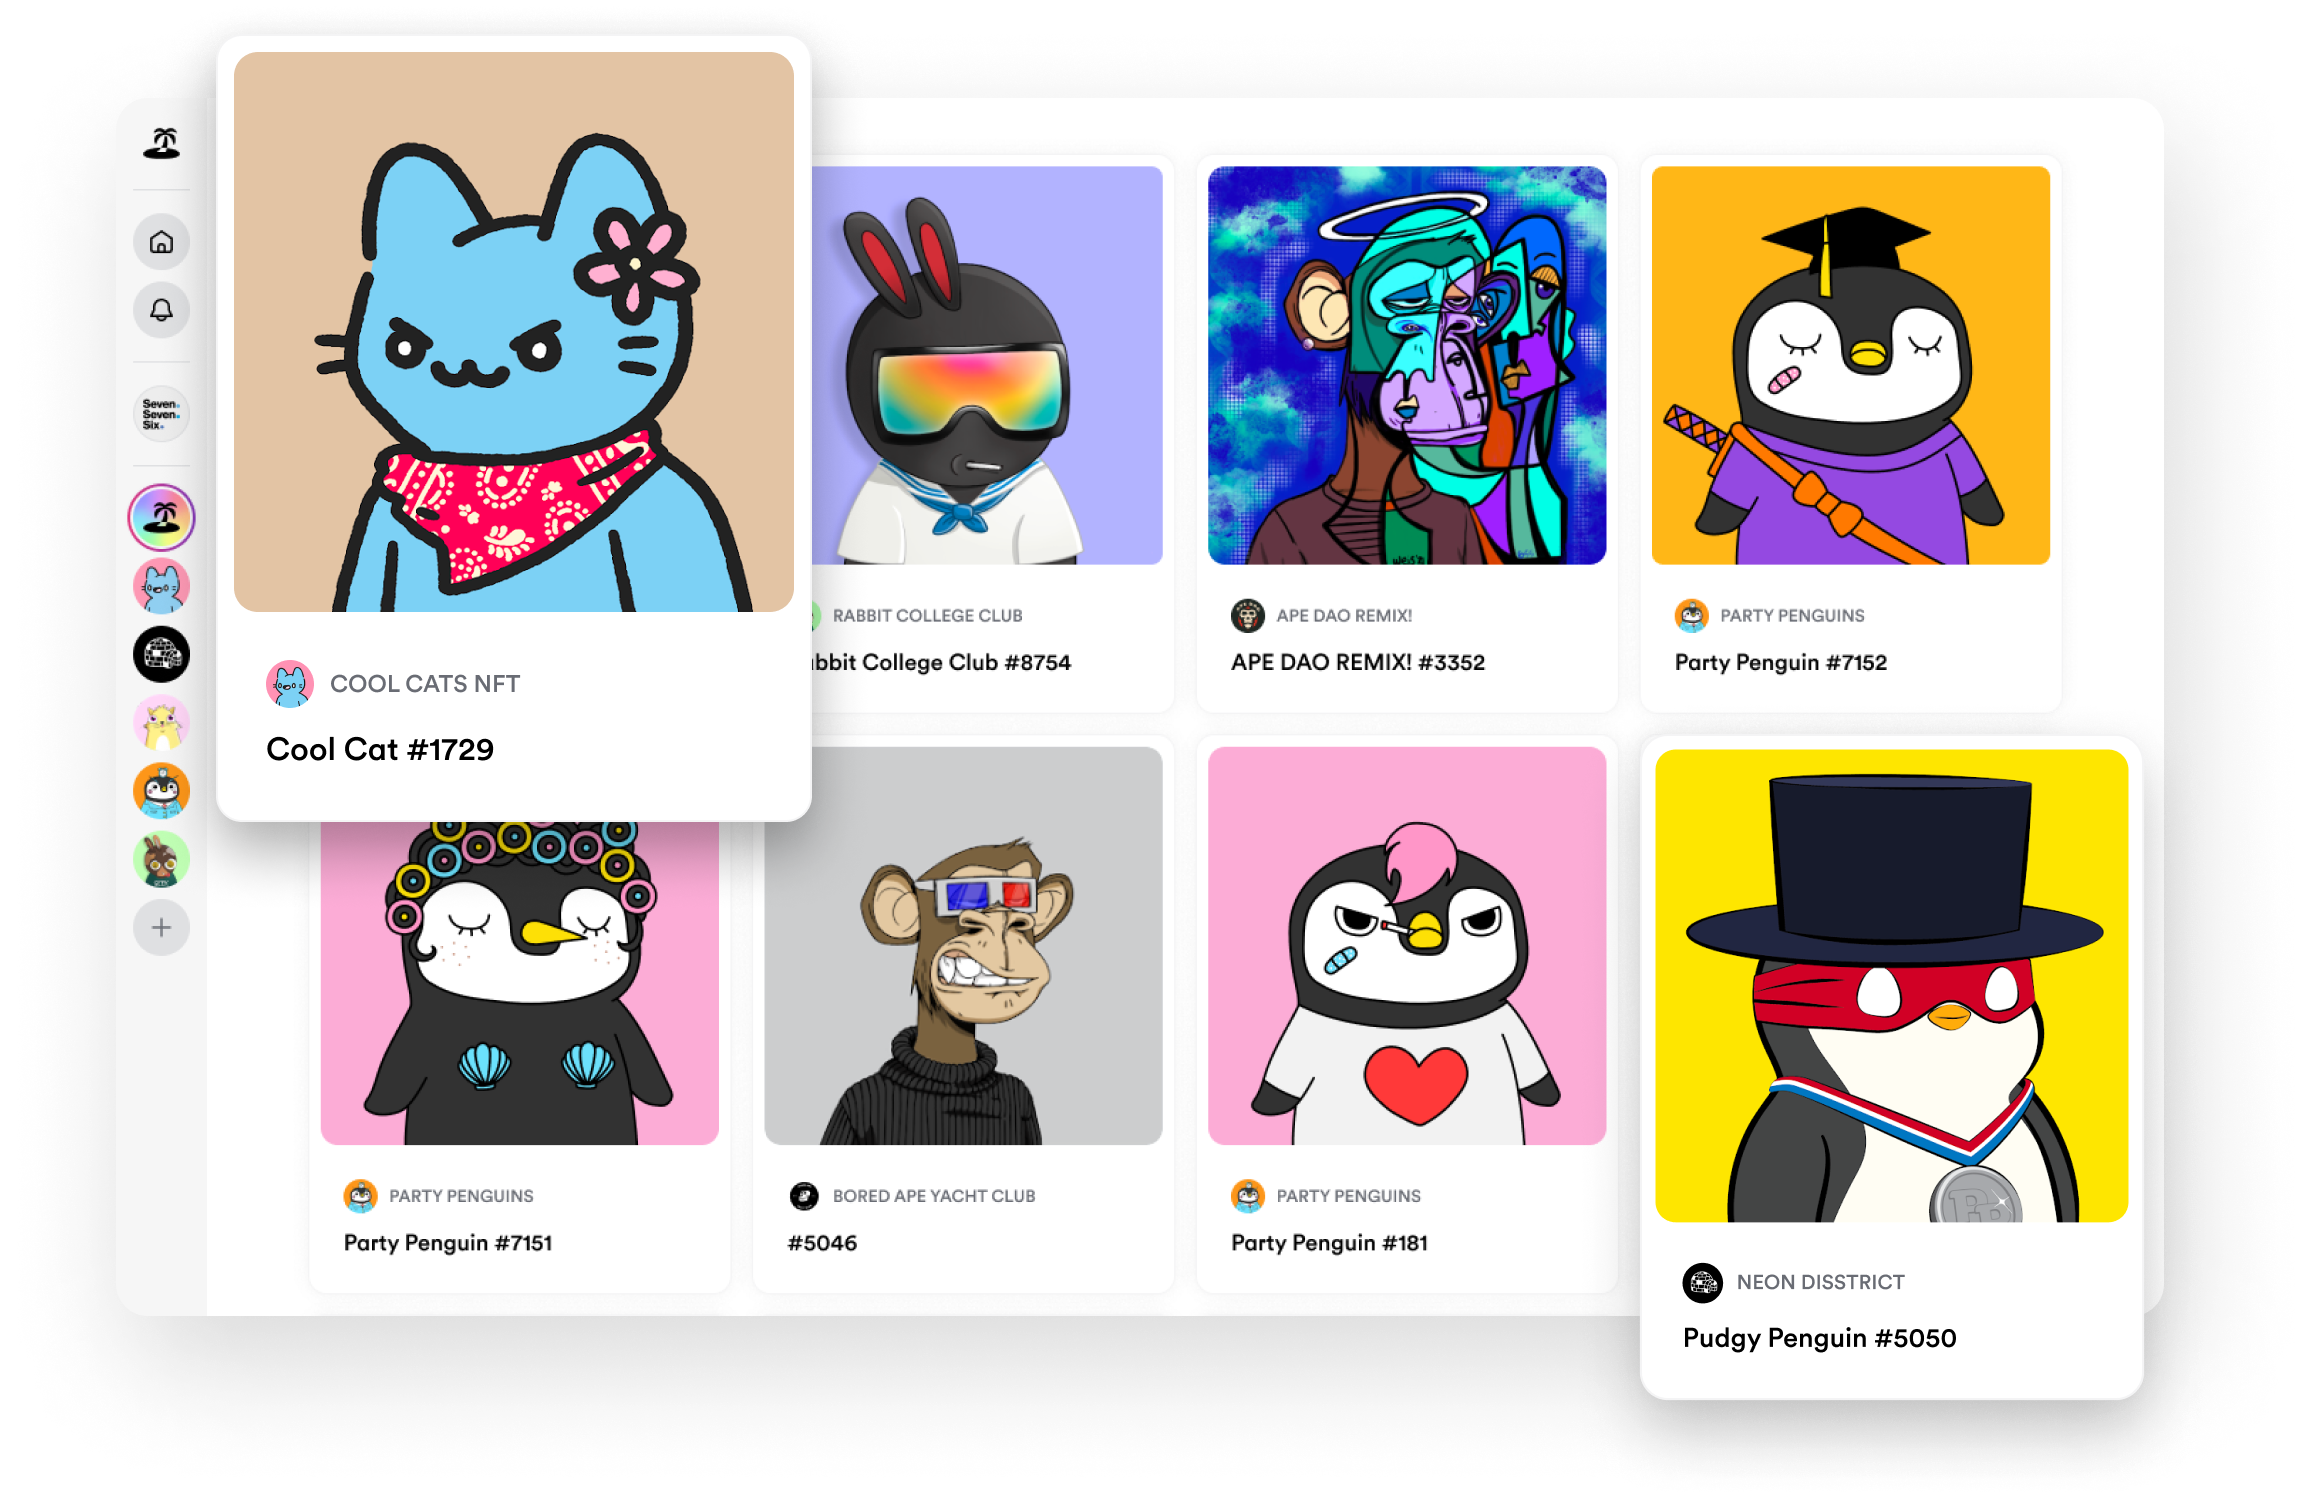 Seven.
Seven.
Six.
COOL CATS NFT
Cool Cat #1729
RABBIT COLLEGE CLUB
College Club #8754
APE DAO REMIX!
APE DAO REMIX! #3352
PARTY PENGUINS
Party Penguin #7152
PARTY PENGUINS
Party Penguin #7151
BORED APE YACHT CLUB
#5046
PARTY PENGUINS
Party Penguin #181
NEON DISSTRICT
Pudgy Penguin #5050